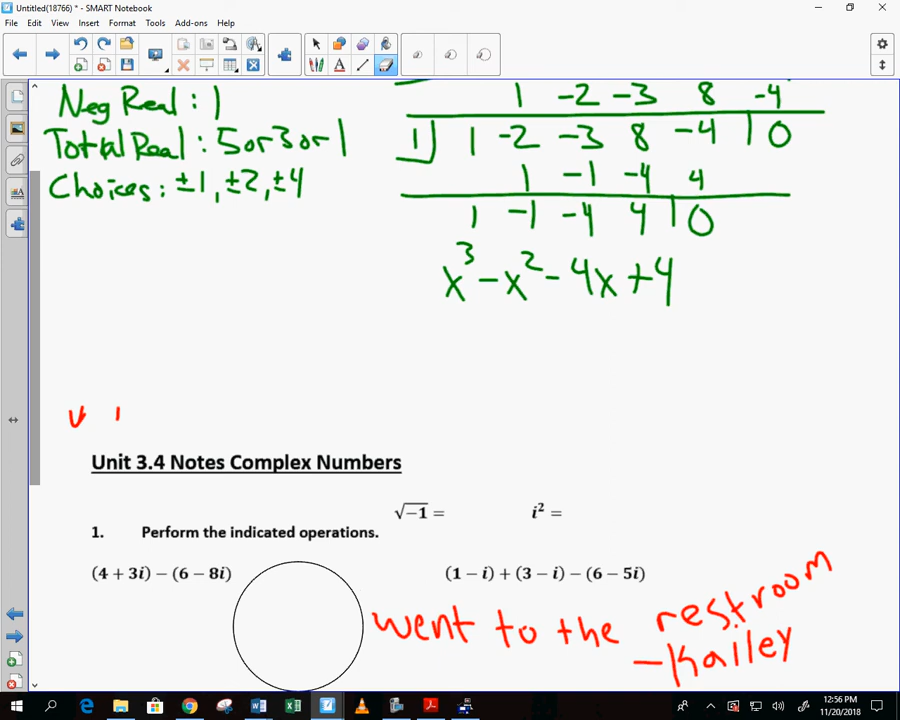 Untitled(18766) * - SMART Notebook
File Edit View Insert Format Tools Add-ons Help
Neg Real : 1
Total Real : 5 or 3 or 1
Choices: ±1, ±2, ±4
1 -2 -3 8 -4
1 1 -2 -3 8 -4 0
1 -1 -4 4
1 -1 -4 4 0
x³ - x² - 4x + 4
Unit 3.4 Notes Complex Numbers
√−1 = i² =
1. Perform the indicated operations.
(4 + 3i) − (6 − 8i) (1 − i) + (3 − i) − (6 − 5i)
went to the restroom
- Kailey
12:56 PM
11/20/2018